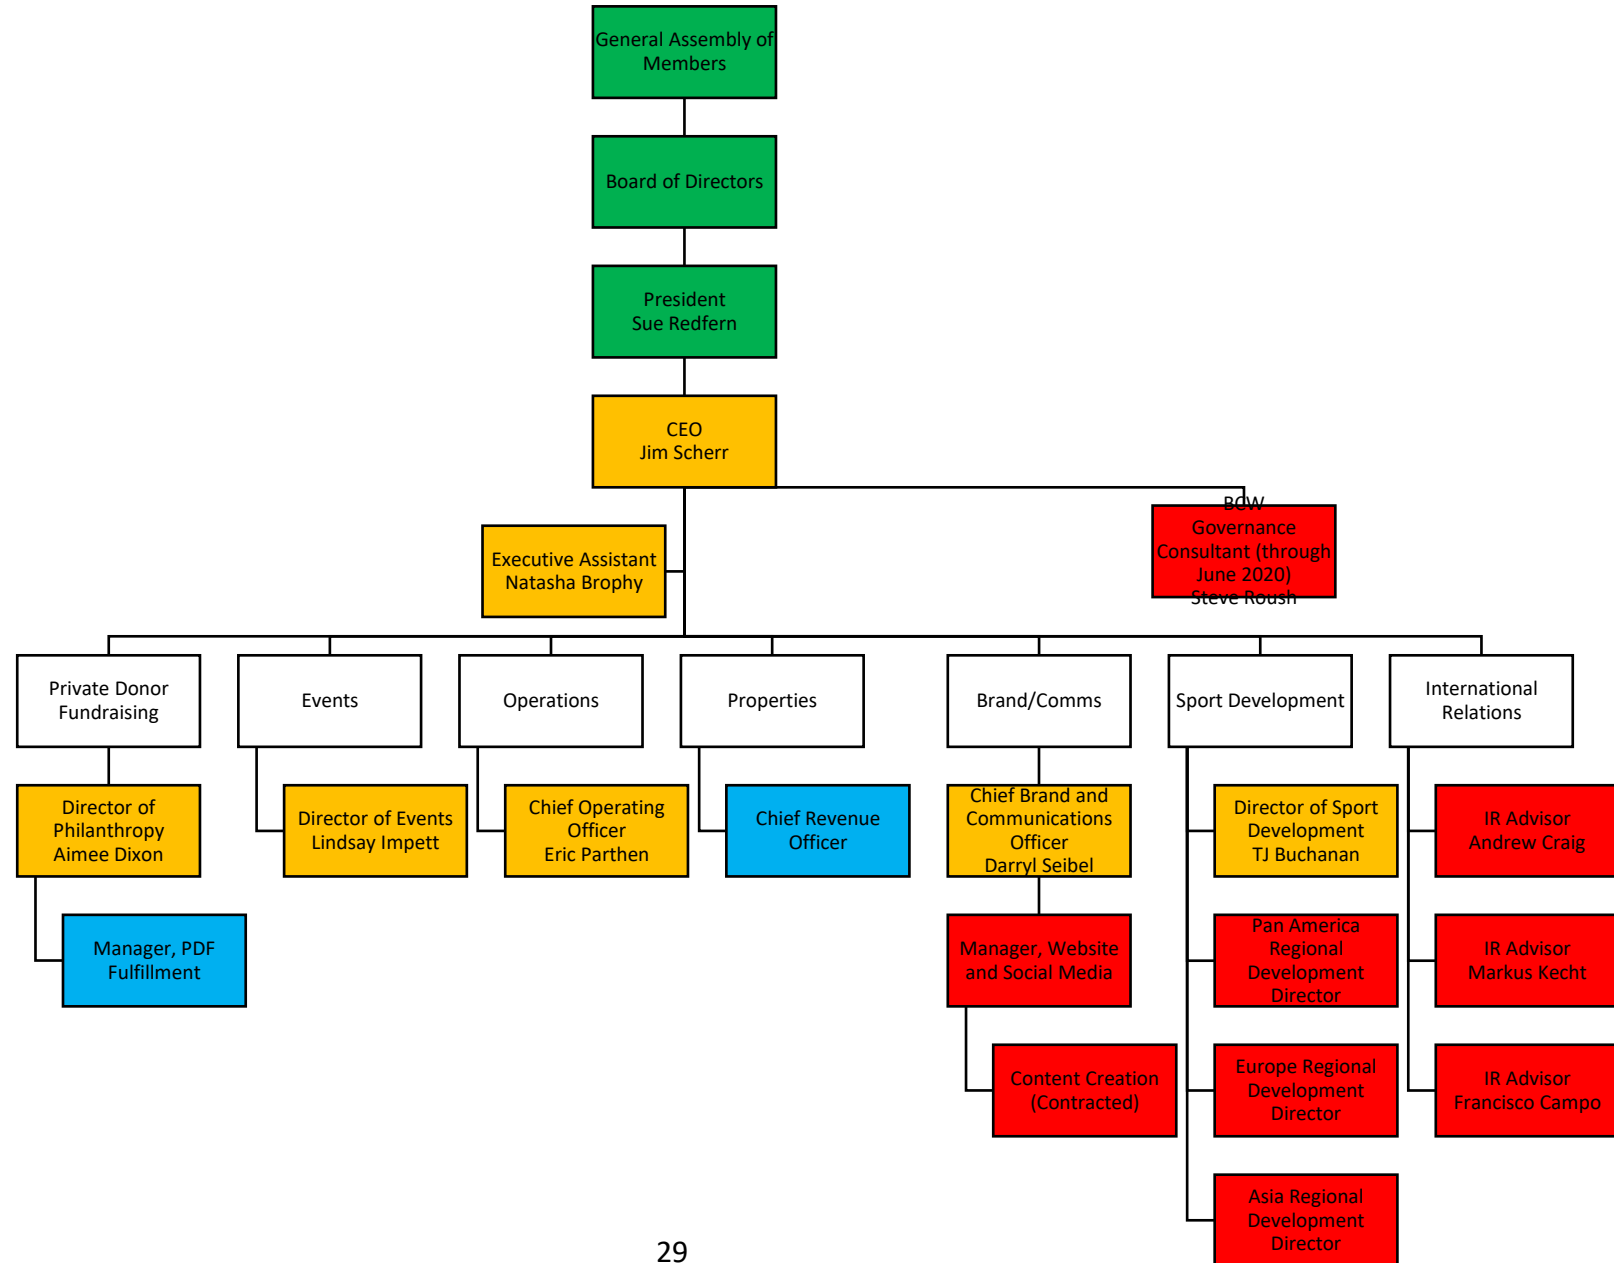 General Assembly of
Members
Board of Directors
President
Sue Redfern
CEO
Jim Scherr
Executive Assistant
Natasha Brophy
BCW
Governance
Consultant (through
June 2020)
Steve Roush
Private Donor
Fundraising
Events
Operations
Properties
Brand/Comms
Sport Development
International
Relations
Director of
Philanthropy
Aimee Dixon
Director of Events
Lindsay Impett
Chief Operating
Officer
Eric Parthen
Chief Revenue
Officer
Chief Brand and
Communications
Officer
Darryl Seibel
Director of Sport
Development
TJ Buchanan
IR Advisor
Andrew Craig
Manager, PDF
Fulfillment
Manager, Website
and Social Media
Pan America
Regional
Development
Director
IR Advisor
Markus Kecht
Content Creation
(Contracted)
Europe Regional
Development
Director
IR Advisor
Francisco Campo
Asia Regional
Development
Director
29